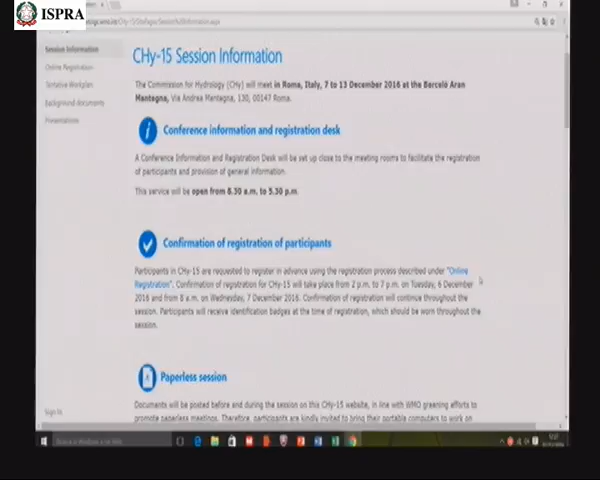 ISPRA
Session Information
CHy-15 Session Information
Online Registration
The Commission for Hydrology (CHy) will meet in Roma, Italy, 7 to 13 December 2016 at the Barceló Aran
Tentative Workplan
Mantegna, Via Andrea Mantegna, 130, 00147 Roma.
Background documents
Presentations
Conference information and registration desk
A Conference Information and Registration Desk will be set up close to the meeting rooms to facilitate the registration
of participants and provision of general information.
This service will be open from 8.30 a.m. to 5.30 p.m.
Confirmation of registration of participants
Participants in CHy-15 are requested to register in advance using the registration process described under "Online
Registration". Confirmation of registration for CHy-15 will take place from 2 p.m. to 7 p.m. on Tuesday, 6 December
2016 and from 8 a.m. on Wednesday, 7 December 2016. Confirmation of registration will continue throughout the
session. Participants will receive identification badges at the time of registration, which should be worn throughout the
session.
Paperless session
Documents will be posted before and during the session on this CHy-15 website, in line with WMO greening efforts to
promote paperless meetings. Therefore, participants are kindly invited to bring their portable computers to work on
Sign In